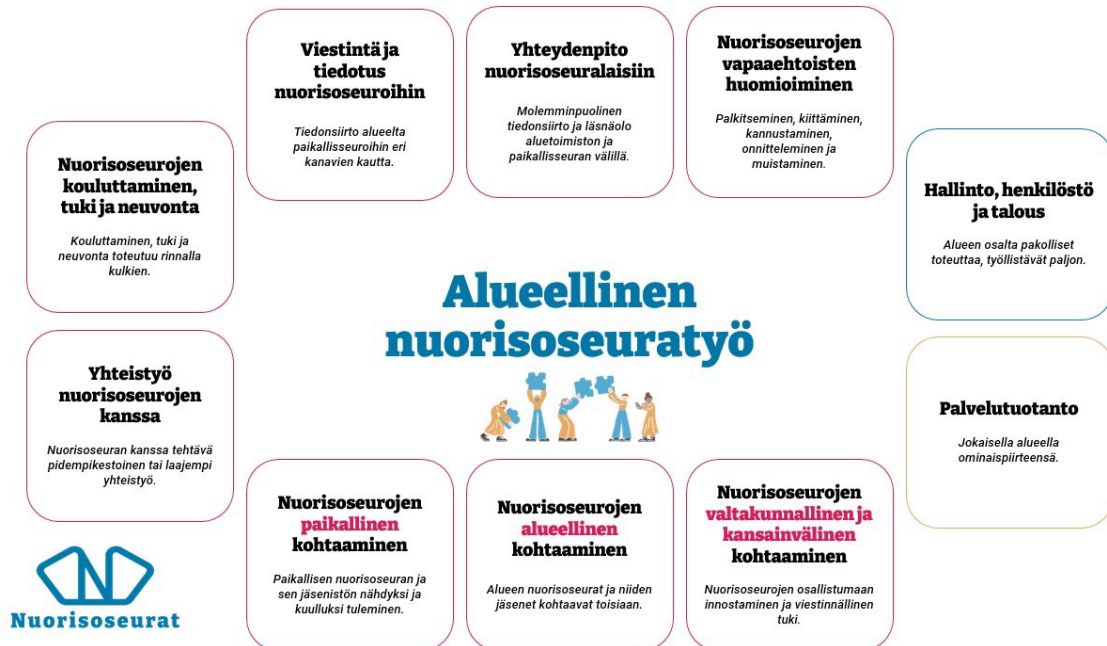 Viestintä ja
tiedotus
nuorisoseuroihin
Tiedonsiirto alueelta
paikallisseuroihin eri
kanavien kautta.
Yhteydenpito
nuorisoseuralaisiin
Molemminpuolinen
tiedonsiirto ja läsnäolo
aluetoimiston ja
paikallisseuran välillä.
Nuorisoseurojen
vapaaehtoisten
huomioiminen
Palkitseminen, kiittäminen,
kannustaminen,
onnitteleminen ja
muistaminen.
Nuorisoseurojen
kouluttaminen,
tuki ja neuvonta
Kouluttaminen, tuki ja
neuvonta toteutuu rinnalla
kulkien.
Hallinto, henkilöstö
ja talous
Alueen osalta pakolliset
toteuttaa, työllistävät paljon.
Alueellinen
nuorisoseuratyö
Yhteistyö
nuorisoseurojen
kanssa
Nuorisoseuran kanssa tehtävä
pidempikestoinen tai laajempi
yhteistyö.
Palvelutuotanto
Jokaisella alueella
ominaispiirteensä.
Nuorisoseurojen
paikallinen
kohtaaminen
Paikallisen nuorisoseuran ja
sen jäsenistön nähdyksi ja
kuulluksi tuleminen.
Nuorisoseurojen
alueellinen
kohtaaminen
Alueen nuorisoseurat ja niiden
jäsenet kohtaavat toisiaan.
Nuorisoseurojen
valtakunnallinen ja
kansainvälinen
kohtaaminen
Nuorisoseurojen osallistumaan
innostaminen ja viestinnällinen
tuki.
N
Nuorisoseurat